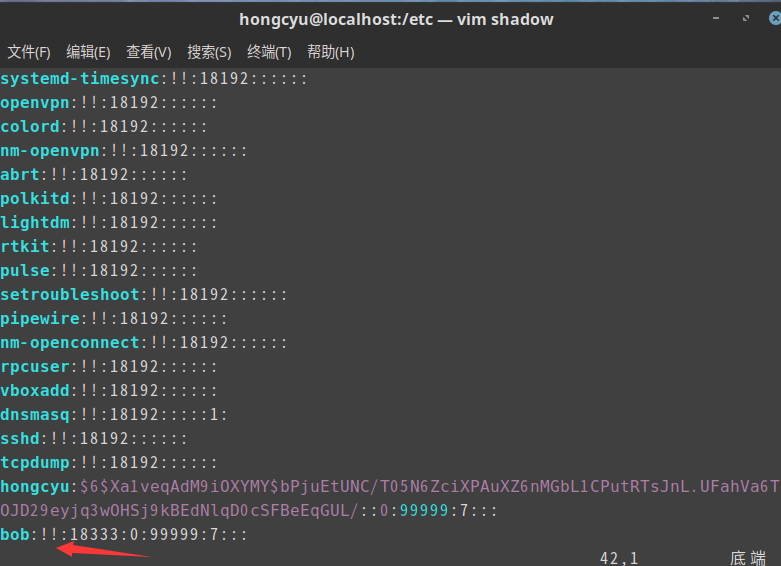 hongcyu@localhost:/etc — vim shadow
文件(F) 编辑(E) 查看(V) 搜索(S) 终端(T) 帮助(H)
systemd-timesync:!!:18192::::::
openvpn:!!:18192::::::
colord:!!:18192::::::
nm-openvpn:!!:18192::::::
abrt:!!:18192::::::
polkitd:!!:18192::::::
lightdm:!!:18192::::::
rtkit:!!:18192::::::
pulse:!!:18192::::::
setroubleshoot:!!:18192::::::
pipewire:!!:18192::::::
nm-openconnect:!!:18192::::::
rpcuser:!!:18192::::::
vboxadd:!!:18192::::::
dnsmasq:!!:18192:::::1:
sshd:!!:18192::::::
tcpdump:!!:18192::::::
hongcyu:$6$Xa1veqAdM9iOXYMY$bPjuEtUNC/T05N6ZciXPAuXZ6nMGbL1CPutRTsJnL.UFahVa6T
OJD29eyjq3wOHSj9kBEdNlqD0cSFBeEqGUL/::0:99999:7:::
bob:!!:18333:0:99999:7:::
42,1 底端